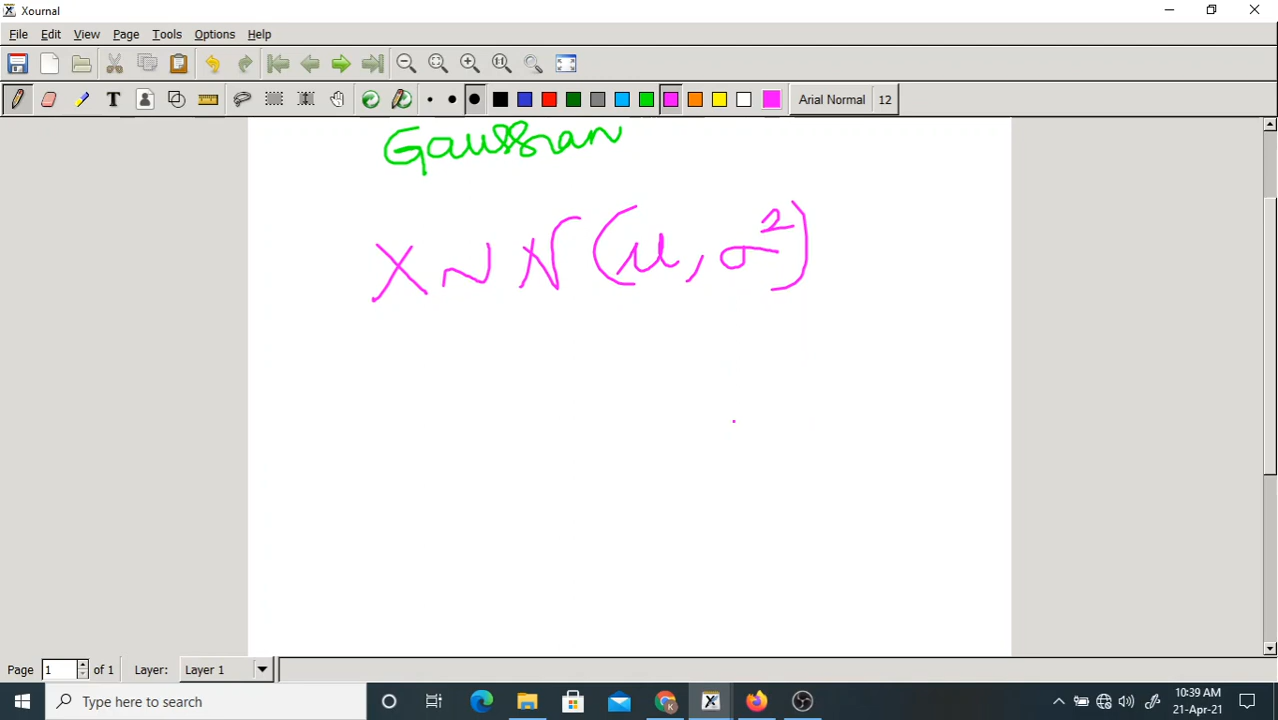 Xournal
File Edit View Page Tools Options Help
T Arial Normal 12
Gaussian
X ~ N (μ, σ²)
Page 1 of 1 Layer: Layer 1
Type here to search
10:39 AM
21-Apr-21